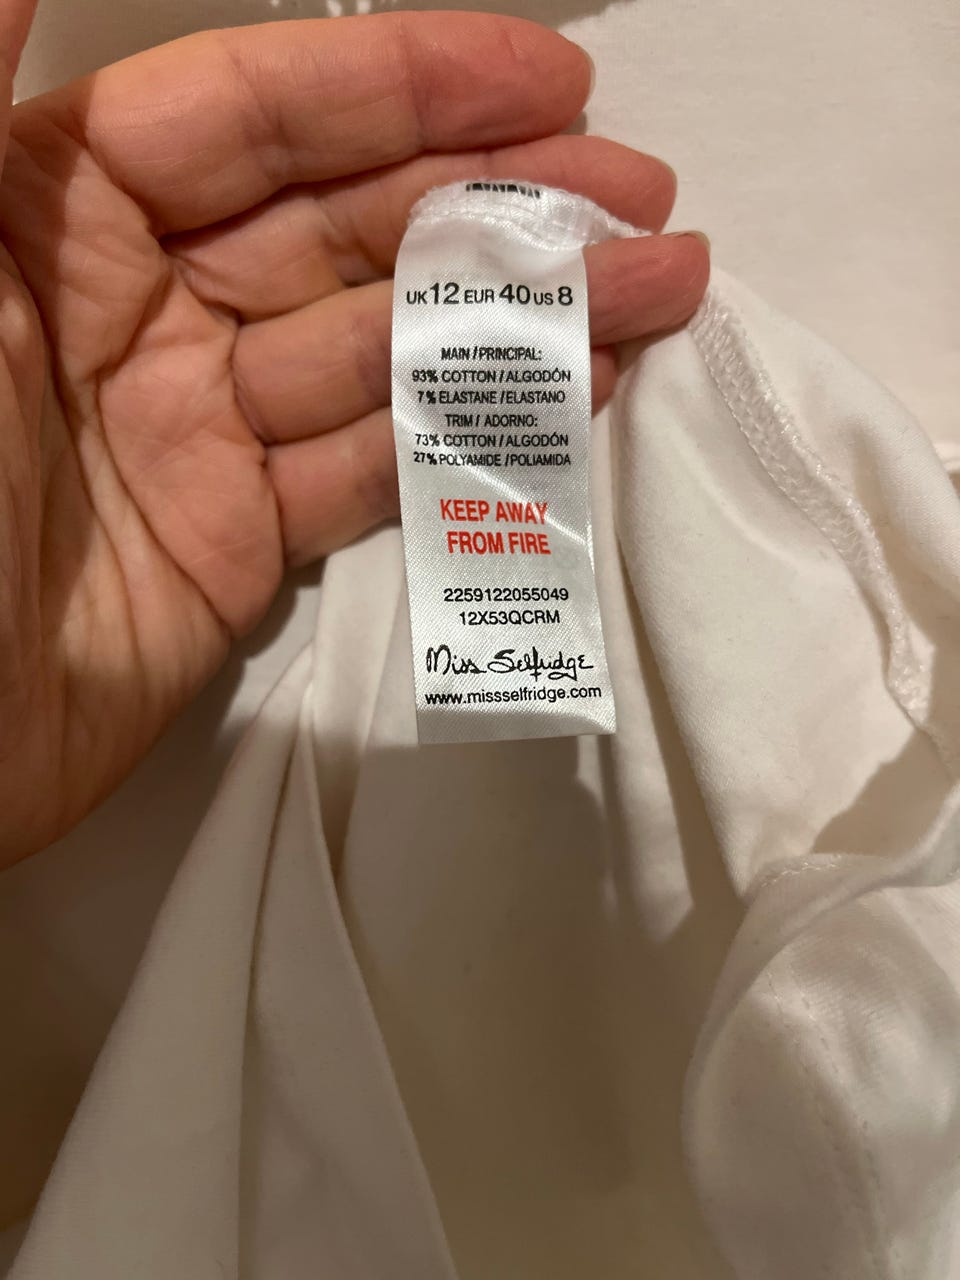 UK 12 EUR 40 US 8
MAIN / PRINCIPAL:
93% COTTON / ALGODÓN
7% ELASTANE / ELASTANO
TRIM / ADORNO:
73% COTTON / ALGODÓN
27% POLYAMIDE / POLIAMIDA
KEEP AWAY
FROM FIRE
2259122055049
12X53QCRM
Miss Selfridge
www.missselfridge.com